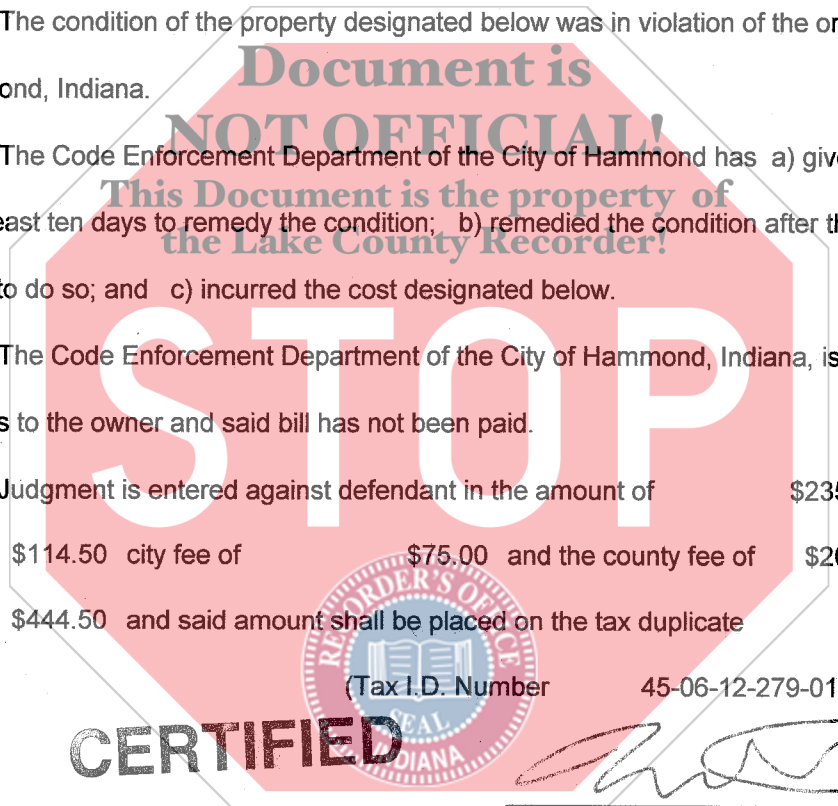 The condition of the property designated below was in violation of the or
Document is
ond, Indiana.
NOT OFFICIAL!
The Code Enforcement Department of the City of Hammond has a) give
This Document is the property of
east ten days to remedy the condition; b) remedied the condition after th
the Lake County Recorder!
to do so; and c) incurred the cost designated below.
STOP
The Code Enforcement Department of the City of Hammond, Indiana, is
s to the owner and said bill has not been paid.
Judgment is entered against defendant in the amount of $235
$114.50 city fee of $75.00 and the county fee of $20
$444.50 and said amount shall be placed on the tax duplicate
(Tax I.D. Number 45-06-12-279-01
RECORDER'S OFFICE
SEAL
INDIANA
CERTIFIED